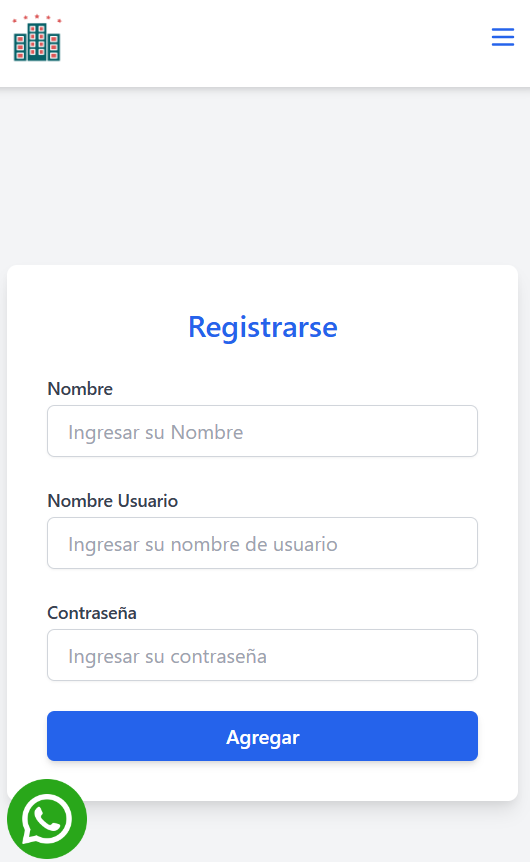 Registrarse
Nombre
Ingresar su Nombre
Nombre Usuario
Ingresar su nombre de usuario
Contraseña
Ingresar su contraseña
Agregar